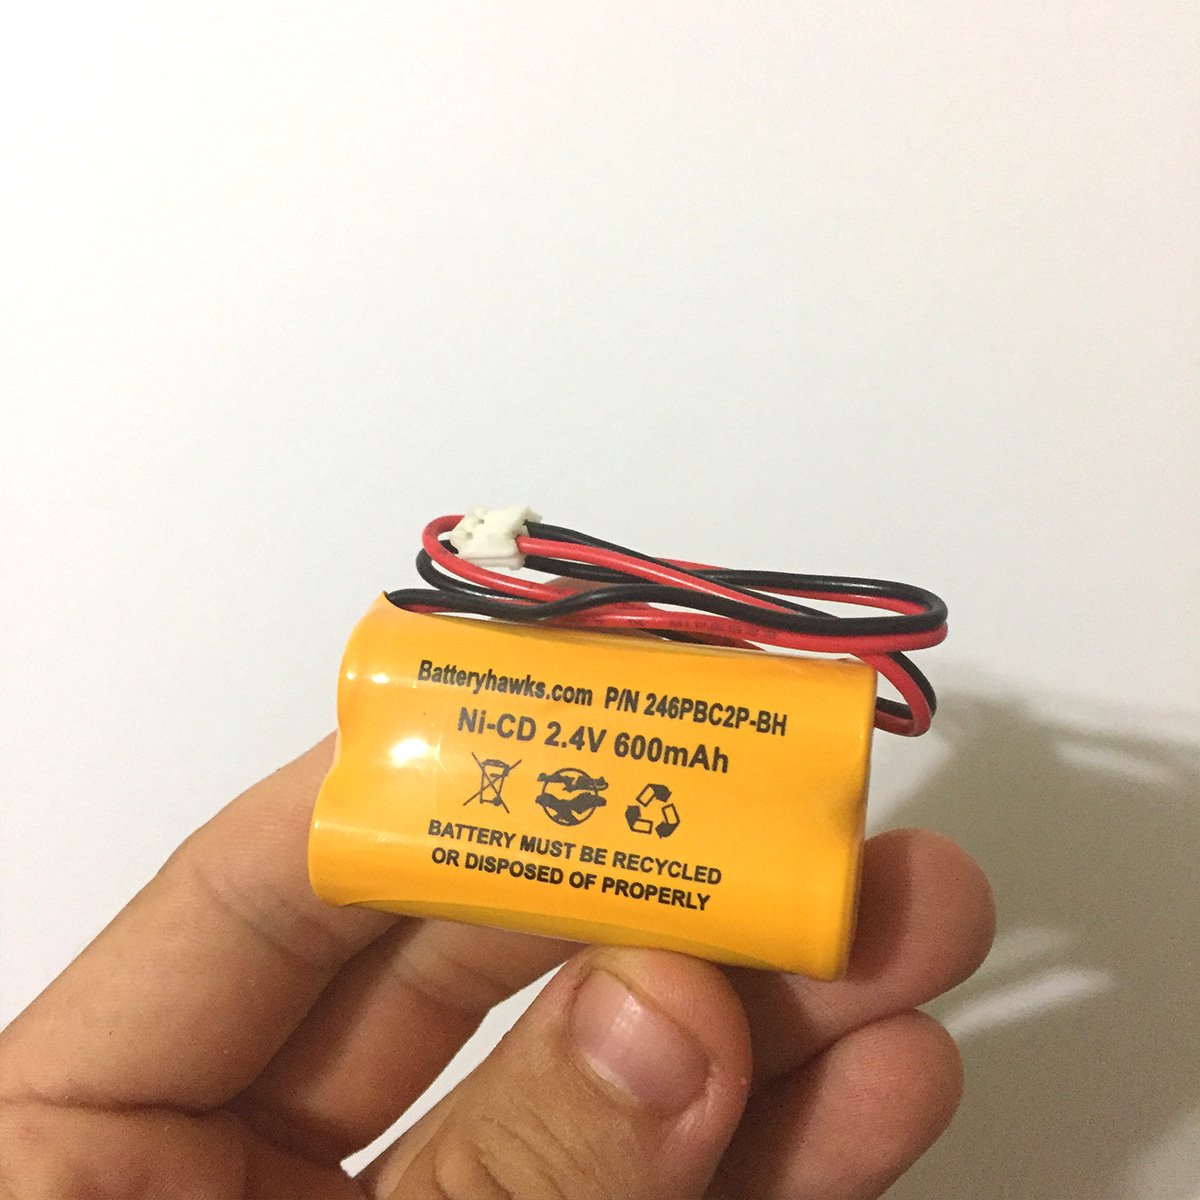 Batteryhawks.com P/N 246PBC2P-BH
Ni-CD 2.4V 600mAh
BATTERY MUST BE RECYCLED
OR DISPOSED OF PROPERLY